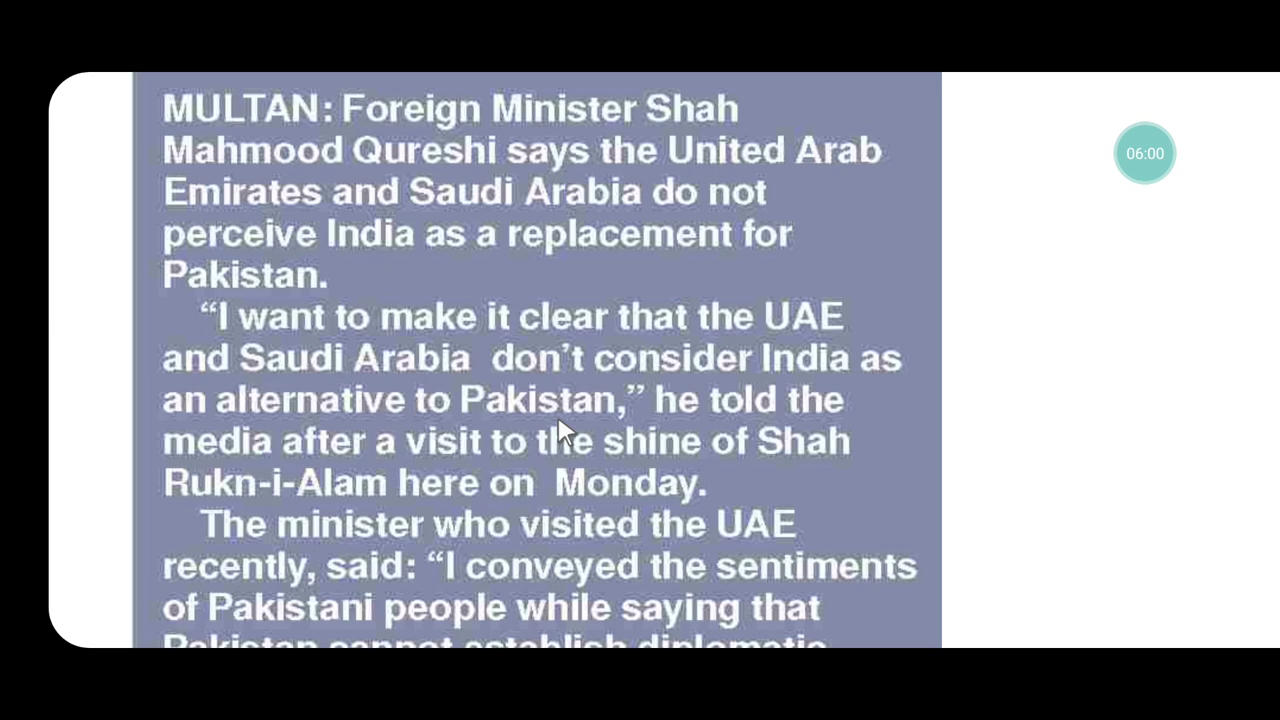 MULTAN: Foreign Minister Shah
Mahmood Qureshi says the United Arab
Emirates and Saudi Arabia do not
perceive India as a replacement for
Pakistan.
“I want to make it clear that the UAE
and Saudi Arabia don’t consider India as
an alternative to Pakistan,” he told the
media after a visit to the shine of Shah
Rukn-i-Alam here on Monday.
The minister who visited the UAE
recently, said: “I conveyed the sentiments
of Pakistani people while saying that
Pakistan cannot establish diplomatic
06:00